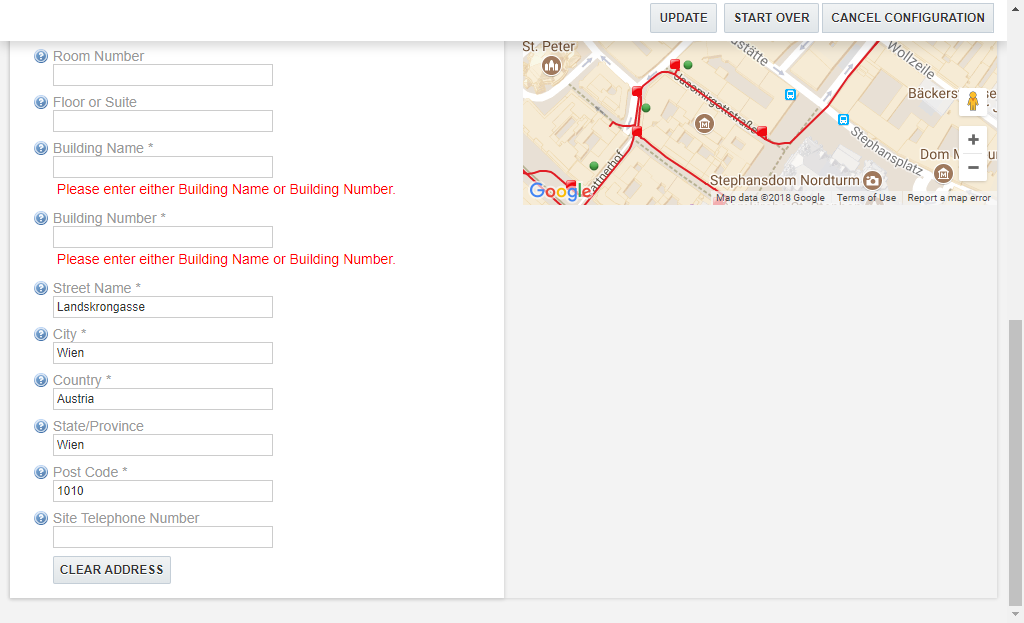 UPDATE
START OVER
CANCEL CONFIGURATION
Room Number
Floor or Suite
Building Name *
Please enter either Building Name or Building Number.
Building Number *
Please enter either Building Name or Building Number.
Street Name *
Landskrongasse
City *
Wien
Country *
Austria
State/Province
Wien
Post Code *
1010
Site Telephone Number
CLEAR ADDRESS
St. Peter
Wollzeile
Jasomirgottstraße
Stephansplatz
Stephansdom Nordturm
Google
Map data ©2018 Google
Terms of Use
Report a map error